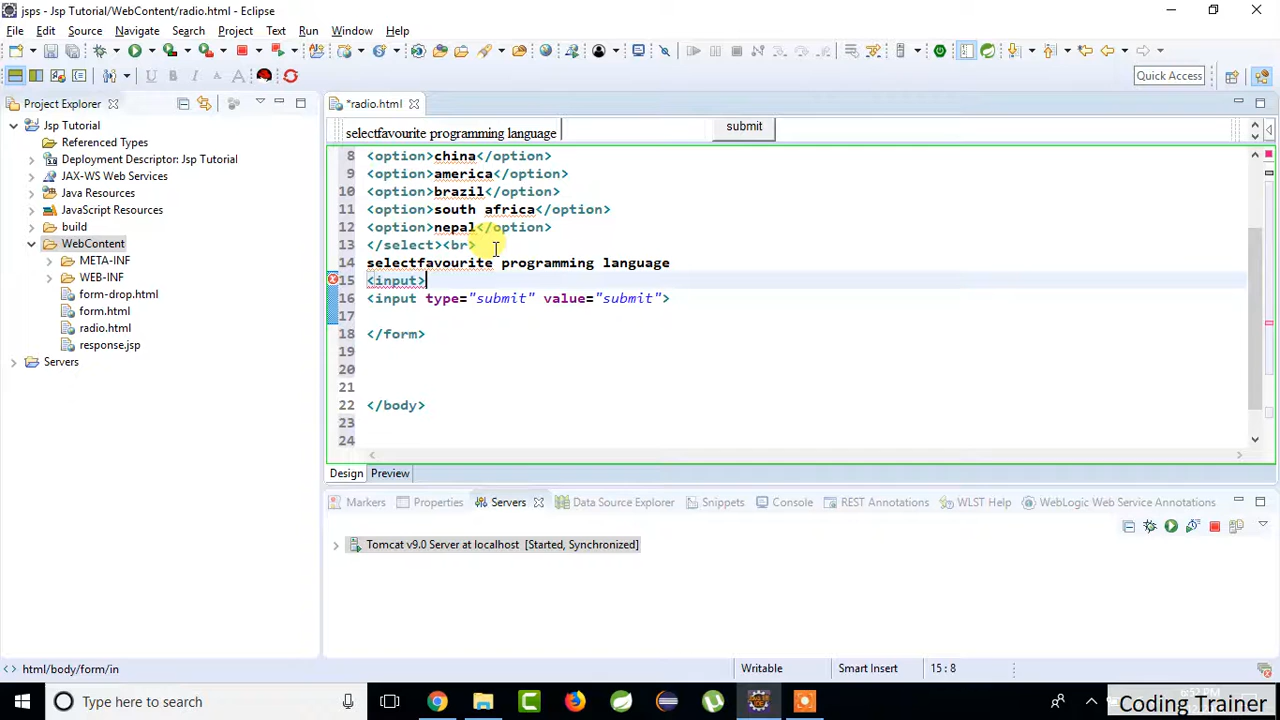 jsps - Jsp Tutorial/WebContent/radio.html - Eclipse
File Edit Source Navigate Search Project Text Run Window Help
Quick Access
Project Explorer
*radio.html
Jsp Tutorial
Referenced Types
Deployment Descriptor: Jsp Tutorial
JAX-WS Web Services
Java Resources
JavaScript Resources
build
WebContent
META-INF
WEB-INF
form-drop.html
form.html
radio.html
response.jsp
Servers
selectfavourite programming language submit
8 <option>china</option>
9 <option>america</option>
10 <option>brazil</option>
11 <option>south africa</option>
12 <option>nepal</option>
13 </select><br>
14 selectfavourite programming language
15 <input>
16 <input type="submit" value="submit">
17
18 </form>
19
20
21
22 </body>
23
24
Design Preview
Markers Properties Servers Data Source Explorer Snippets Console REST Annotations WLST Help WebLogic Web Service Annotations
Tomcat v9.0 Server at localhost [Started, Synchronized]
html/body/form/in
Writable Smart Insert 15 : 8
Type here to search
Coding Trainer